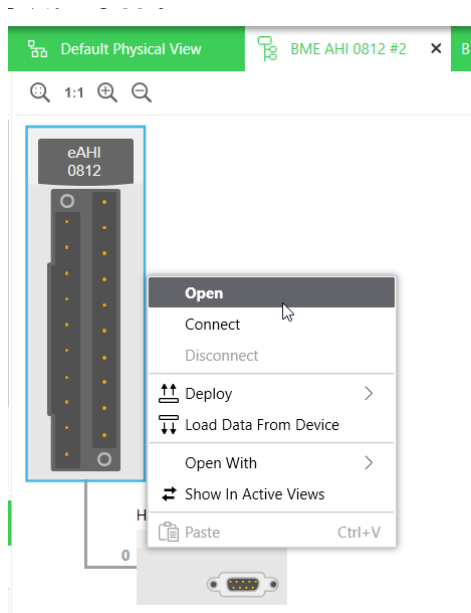 Default Physical View
BME AHI 0812 #2
B
1:1
eAHI
0812
Open
Connect
Disconnect
Deploy
Load Data From Device
Open With
Show In Active Views
H
Paste Ctrl+V
0